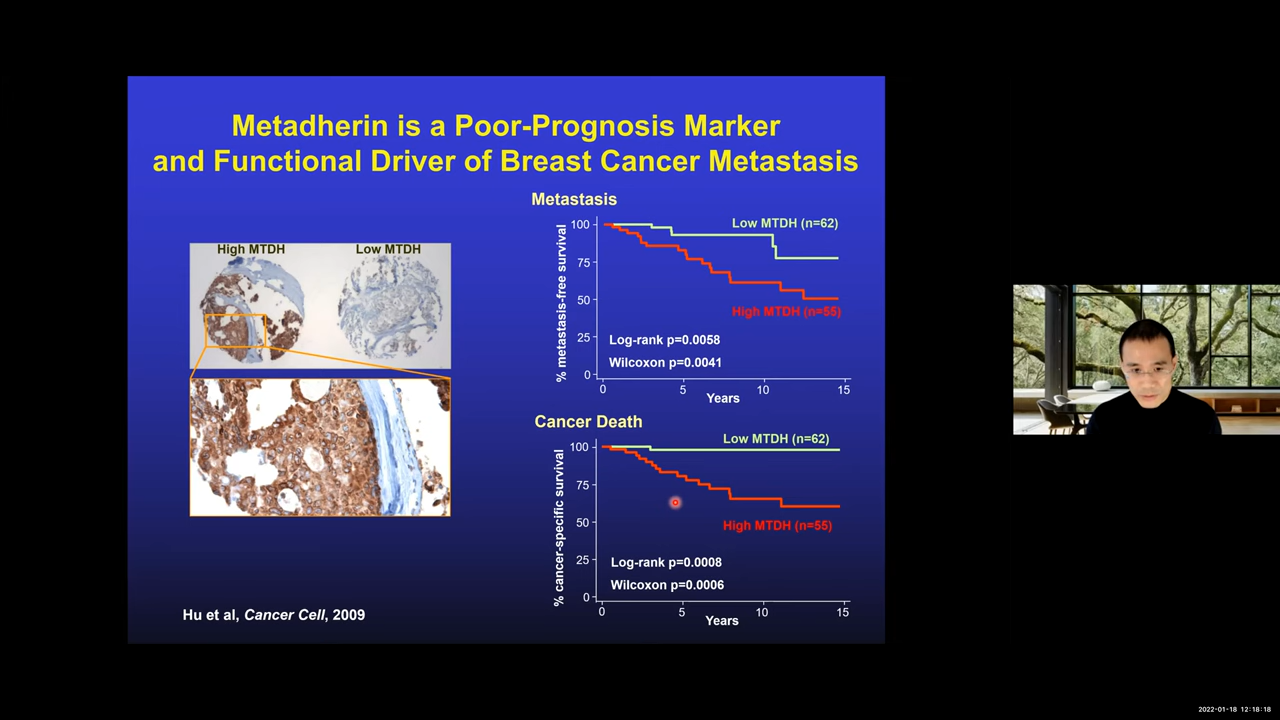 Metadherin is a Poor-Prognosis Marker
and Functional Driver of Breast Cancer Metastasis
High MTDH
Low MTDH
Hu et al, Cancer Cell, 2009
Metastasis
% metastasis-free survival
100
75
50
25
0
Low MTDH (n=62)
High MTDH (n=55)
Log-rank p=0.0058
Wilcoxon p=0.0041
0
5
10
15
Years
Cancer Death
% cancer-specific survival
100
75
50
25
0
Low MTDH (n=62)
High MTDH (n=55)
Log-rank p=0.0008
Wilcoxon p=0.0006
0
5
10
15
Years
2022-01-18 12:18:18